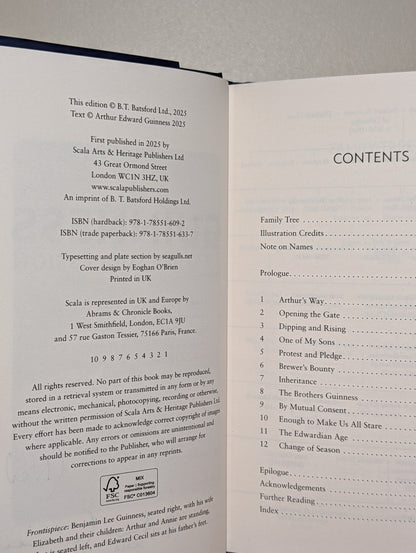 This edition © B.T. Batsford Ltd., 2025
Text © Arthur Edward Guinness 2025
First published in 2025 by
Scala Arts & Heritage Publishers Ltd
43 Great Ormond Street
London WC1N 3HZ, UK
www.scalapublishers.com
An imprint of B. T. Batsford Holdings Ltd.
ISBN (hardback): 978-1-78551-609-2
ISBN (trade paperback): 978-1-78551-633-7
Typesetting and plate section by seagulls.net
Cover design by Eoghan O'Brien
Printed in UK
Scala is represented in UK and Europe by
Abrams & Chronicle Books,
1 West Smithfield, London, EC1A 9JU
and 57 rue Gaston Tessier, 75166 Paris, France.
10 9 8 7 6 5 4 3 2 1
All rights reserved. No part of this book may be reproduced,
stored in a retrieval system or transmitted in any form or by any
means electronic, mechanical, photocopying, recording or otherwise,
without the written permission of Scala Arts & Heritage Publishers Ltd.
Every effort has been made to acknowledge correct copyright of images
where applicable. Any errors or omissions are unintentional and
should be notified to the Publisher, who will arrange for
corrections to appear in any reprints.
FSC
www.fsc.org
MIX
Paper | Supporting
responsible forestry
FSC® C013604
Frontispiece: Benjamin Lee Guinness, seated right, with his wife
Elizabeth and their children: Arthur and Annie are standing,
is seated left, and Edward Cecil sits at his father's feet.
CONTENTS
Family Tree
Illustration Credits
Note on Names
Prologue
1 Arthur's Way
2 Opening the Gate
3 Dipping and Rising
4 One of My Sons
5 Protest and Pledge
6 Brewer's Bounty
7 Inheritance
8 The Brothers Guinness
9 By Mutual Consent
10 Enough to Make Us All Stare
11 The Edwardian Age
12 Change of Season
Epilogue
Acknowledgements
Further Reading
Index